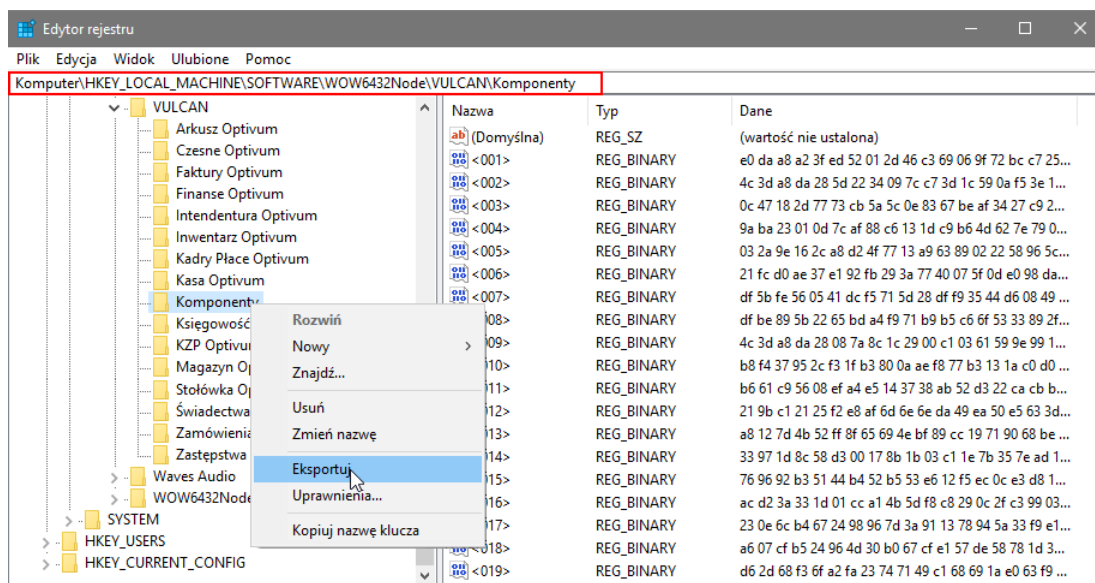 Edytor rejestru
Plik Edycja Widok Ulubione Pomoc
Komputer\HKEY_LOCAL_MACHINE\SOFTWARE\WOW6432Node\VULCAN\Komponenty
VULCAN
Arkusz Optivum
Czesne Optivum
Faktury Optivum
Finanse Optivum
Intendentura Optivum
Inwentarz Optivum
Kadry Płace Optivum
Kasa Optivum
Komponenty
Księgowość
KZP
Magazyn
Stołówka
Świadectwa
Zamówienia
Zastępstwa
Waves Audio
WOW6432Node
SYSTEM
HKEY_USERS
HKEY_CURRENT_CONFIG
Rozwiń
Nowy
Znajdź...
Usuń
Zmień nazwę
Eksportuj
Uprawnienia...
Kopiuj nazwę klucza
Nazwa Typ Dane
(Domyślna) REG_SZ (wartość nie ustalona)
<001> REG_BINARY e0 da a8 a2 3f ed 52 01 2d 46 c3 69 06 9f 72 bc c7 25...
<002> REG_BINARY 4c 3d a8 da 28 5d 22 34 09 7c c7 3d 1c 59 0a f5 3e 1...
<003> REG_BINARY 0c 47 18 2d 77 73 cb 5a 5c 0e 83 67 be af 34 27 c9 2...
<004> REG_BINARY 9a ba 23 01 0d 7c af 88 c6 13 1d c9 b6 4d 62 7e 79 0...
<005> REG_BINARY 03 2a 9e 16 2c a8 d2 4f 77 13 a9 63 89 02 22 58 96 5c...
<006> REG_BINARY 21 fc d0 ae 37 e1 92 fb 29 3a 77 40 07 5f 0d e0 98 da...
<007> REG_BINARY df 5b fe 56 05 41 dc f5 71 5d 28 df f9 35 44 d6 08 49 ...
08> REG_BINARY df be 89 5b 22 65 bd a4 f9 71 b9 b5 c6 6f 53 33 89 2f...
09> REG_BINARY 4c 3d a8 da 28 08 7a 8c 1c 29 00 c1 03 61 59 9e 99 1...
10> REG_BINARY b8 f4 37 95 2c f3 1f b3 80 0a ae f8 77 b3 13 1a c0 d0 ...
11> REG_BINARY b6 61 c9 56 08 ef a4 e5 14 37 38 ab 52 d3 22 ca cb b...
12> REG_BINARY 21 9b c1 21 25 f2 e8 af 6d 6e 6e da 49 ea 50 e5 63 3d...
13> REG_BINARY a8 12 7d 4b 52 ff 8f 65 69 4e bf 89 cc 19 71 90 68 be ...
14> REG_BINARY 33 97 1d 8c 58 d3 00 17 8b 1b 03 c1 1e 7b 35 7e ad 1...
15> REG_BINARY 76 96 92 b3 51 44 b4 52 b5 53 e6 12 f5 ec 0c e3 d8 1...
16> REG_BINARY ac d2 3a 33 1d 01 cc a1 4b 5d f8 c8 29 0c 2f c3 99 03...
17> REG_BINARY 23 0e 6c b4 67 24 98 96 7d 3a 91 13 78 94 5a 33 f9 e1...
018> REG_BINARY a6 07 cf b5 24 96 4d 30 b0 67 cf e1 57 de 58 78 1d 3...
<019> REG_BINARY d6 2d 68 f3 6f a2 fa 23 74 71 49 c1 68 69 1a e0 63 f9 ...